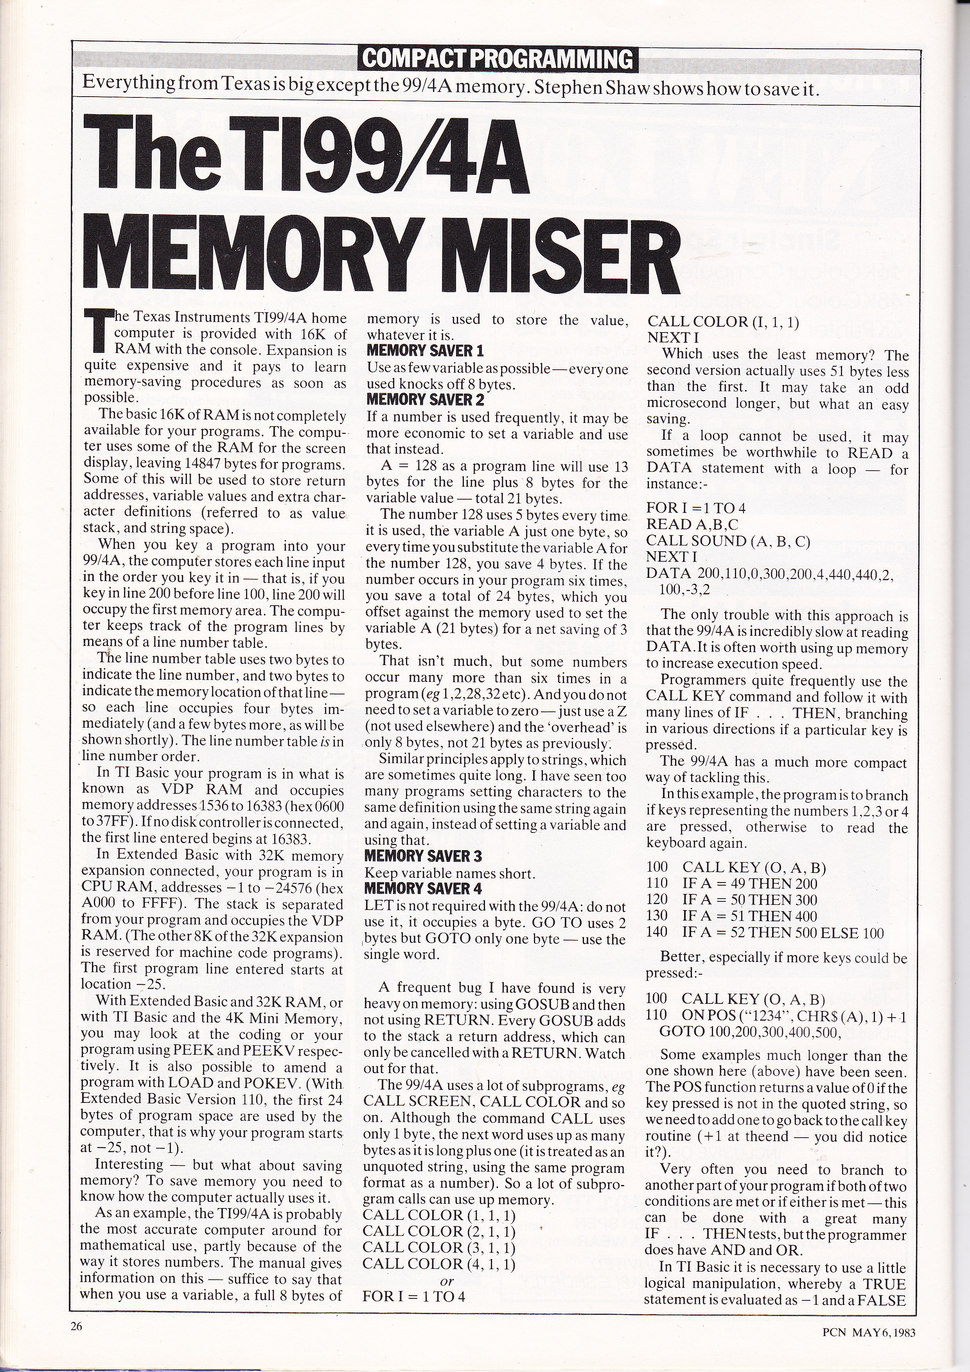 COMPACT PROGRAMMING
Everything from Texas is big except the 99/4A memory. Stephen Shaw shows how to save it.
The TI99/4A
MEMORY MISER
The Texas Instruments TI99/4A home
computer is provided with 16K of
RAM with the console. Expansion is
quite expensive and it pays to learn
memory-saving procedures as soon as
possible.
The basic 16K of RAM is not completely
available for your programs. The compu-
ter uses some of the RAM for the screen
display, leaving 14847 bytes for programs.
Some of this will be used to store return
addresses, variable values and extra char-
acter definitions (referred to as value
stack, and string space).
When you key a program into your
99/4A, the computer stores each line input
in the order you key it in — that is, if you
key in line 200 before line 100, line 200 will
occupy the first memory area. The compu-
ter keeps track of the program lines by
means of a line number table.
The line number table uses two bytes to
indicate the line number, and two bytes to
indicate the memory location of that line —
so each line occupies four bytes im-
mediately (and a few bytes more, as will be
shown shortly). The line number table is in
line number order.
In TI Basic your program is in what is
known as VDP RAM and occupies
memory addresses 1536 to 16383 (hex 0600
to 37FF). If no disk controller is connected,
the first line entered begins at 16383.
In Extended Basic with 32K memory
expansion connected, your program is in
CPU RAM, addresses −1 to −24576 (hex
A000 to FFFF). The stack is separated
from your program and occupies the VDP
RAM. (The other 8K of the 32K expansion
is reserved for machine code programs).
The first program line entered starts at
location −25.
With Extended Basic and 32K RAM, or
with TI Basic and the 4K Mini Memory,
you may look at the coding or your
program using PEEK and PEEKV respec-
tively. It is also possible to amend a
program with LOAD and POKEV. (With
Extended Basic Version 110, the first 24
bytes of program space are used by the
computer, that is why your program starts
at −25, not −1).
Interesting — but what about saving
memory? To save memory you need to
know how the computer actually uses it.
As an example, the TI99/4A is probably
the most accurate computer around for
mathematical use, partly because of the
way it stores numbers. The manual gives
information on this — suffice to say that
when you use a variable, a full 8 bytes of
memory is used to store the value,
whatever it is.
MEMORY SAVER 1
Use as few variable as possible — every one
used knocks off 8 bytes.
MEMORY SAVER 2
If a number is used frequently, it may be
more economic to set a variable and use
that instead.
A = 128 as a program line will use 13
bytes for the line plus 8 bytes for the
variable value — total 21 bytes.
The number 128 uses 5 bytes every time
it is used, the variable A just one byte, so
every time you substitute the variable A for
the number 128, you save 4 bytes. If the
number occurs in your program six times,
you save a total of 24 bytes, which you
offset against the memory used to set the
variable A (21 bytes) for a net saving of 3
bytes.
That isn't much, but some numbers
occur many more than six times in a
program (eg 1,2,28,32 etc). And you do not
need to set a variable to zero — just use a Z
(not used elsewhere) and the 'overhead' is
only 8 bytes, not 21 bytes as previously.
Similar principles apply to strings, which
are sometimes quite long. I have seen too
many programs setting characters to the
same definition using the same string again
and again, instead of setting a variable and
using that.
MEMORY SAVER 3
Keep variable names short.
MEMORY SAVER 4
LET is not required with the 99/4A: do not
use it, it occupies a byte. GO TO uses 2
bytes but GOTO only one byte — use the
single word.
A frequent bug I have found is very
heavy on memory: using GOSUB and then
not using RETURN. Every GOSUB adds
to the stack a return address, which can
only be cancelled with a RETURN. Watch
out for that.
The 99/4A uses a lot of subprograms, eg
CALL SCREEN, CALL COLOR and so
on. Although the command CALL uses
only 1 byte, the next word uses up as many
bytes as it is long plus one (it is treated as an
unquoted string, using the same program
format as a number). So a lot of subpro-
gram calls can use up memory.
CALL COLOR (1, 1, 1)
CALL COLOR (2, 1, 1)
CALL COLOR (3, 1, 1)
CALL COLOR (4, 1, 1)
or
FOR I = 1 TO 4
CALL COLOR (I, 1, 1)
NEXT I
Which uses the least memory? The
second version actually uses 51 bytes less
than the first. It may take an odd
microsecond longer, but what an easy
saving.
If a loop cannot be used, it may
sometimes be worthwhile to READ a
DATA statement with a loop — for
instance:-
FOR I =1 TO 4
READ A,B,C
CALL SOUND (A, B, C)
NEXT I
DATA 200,110,0,300,200,4,440,440,2,
100,-3,2
The only trouble with this approach is
that the 99/4A is incredibly slow at reading
DATA. It is often worth using up memory
to increase execution speed.
Programmers quite frequently use the
CALL KEY command and follow it with
many lines of IF . . . THEN, branching
in various directions if a particular key is
pressed.
The 99/4A has a much more compact
way of tackling this.
In this example, the program is to branch
if keys representing the numbers 1,2,3 or 4
are pressed, otherwise to read the
keyboard again.
100 CALL KEY (O, A, B)
110 IF A = 49 THEN 200
120 IF A = 50 THEN 300
130 IF A = 51 THEN 400
140 IF A = 52 THEN 500 ELSE 100
Better, especially if more keys could be
pressed:-
100 CALL KEY (O, A, B)
110 ON POS ("1234", CHR$ (A), 1) + 1
GOTO 100,200,300,400,500,
Some examples much longer than the
one shown here (above) have been seen.
The POS function returns a value of 0 if the
key pressed is not in the quoted string, so
we need to add one to go back to the call key
routine (+1 at theend — you did notice
it?).
Very often you need to branch to
another part of your program if both of two
conditions are met or if either is met — this
can be done with a great many
IF . . . THEN tests, but the programmer
does have AND and OR.
In TI Basic it is necessary to use a little
logical manipulation, whereby a TRUE
statement is evaluated as −1 and a FALSE
26
PCN MAY 6, 1983